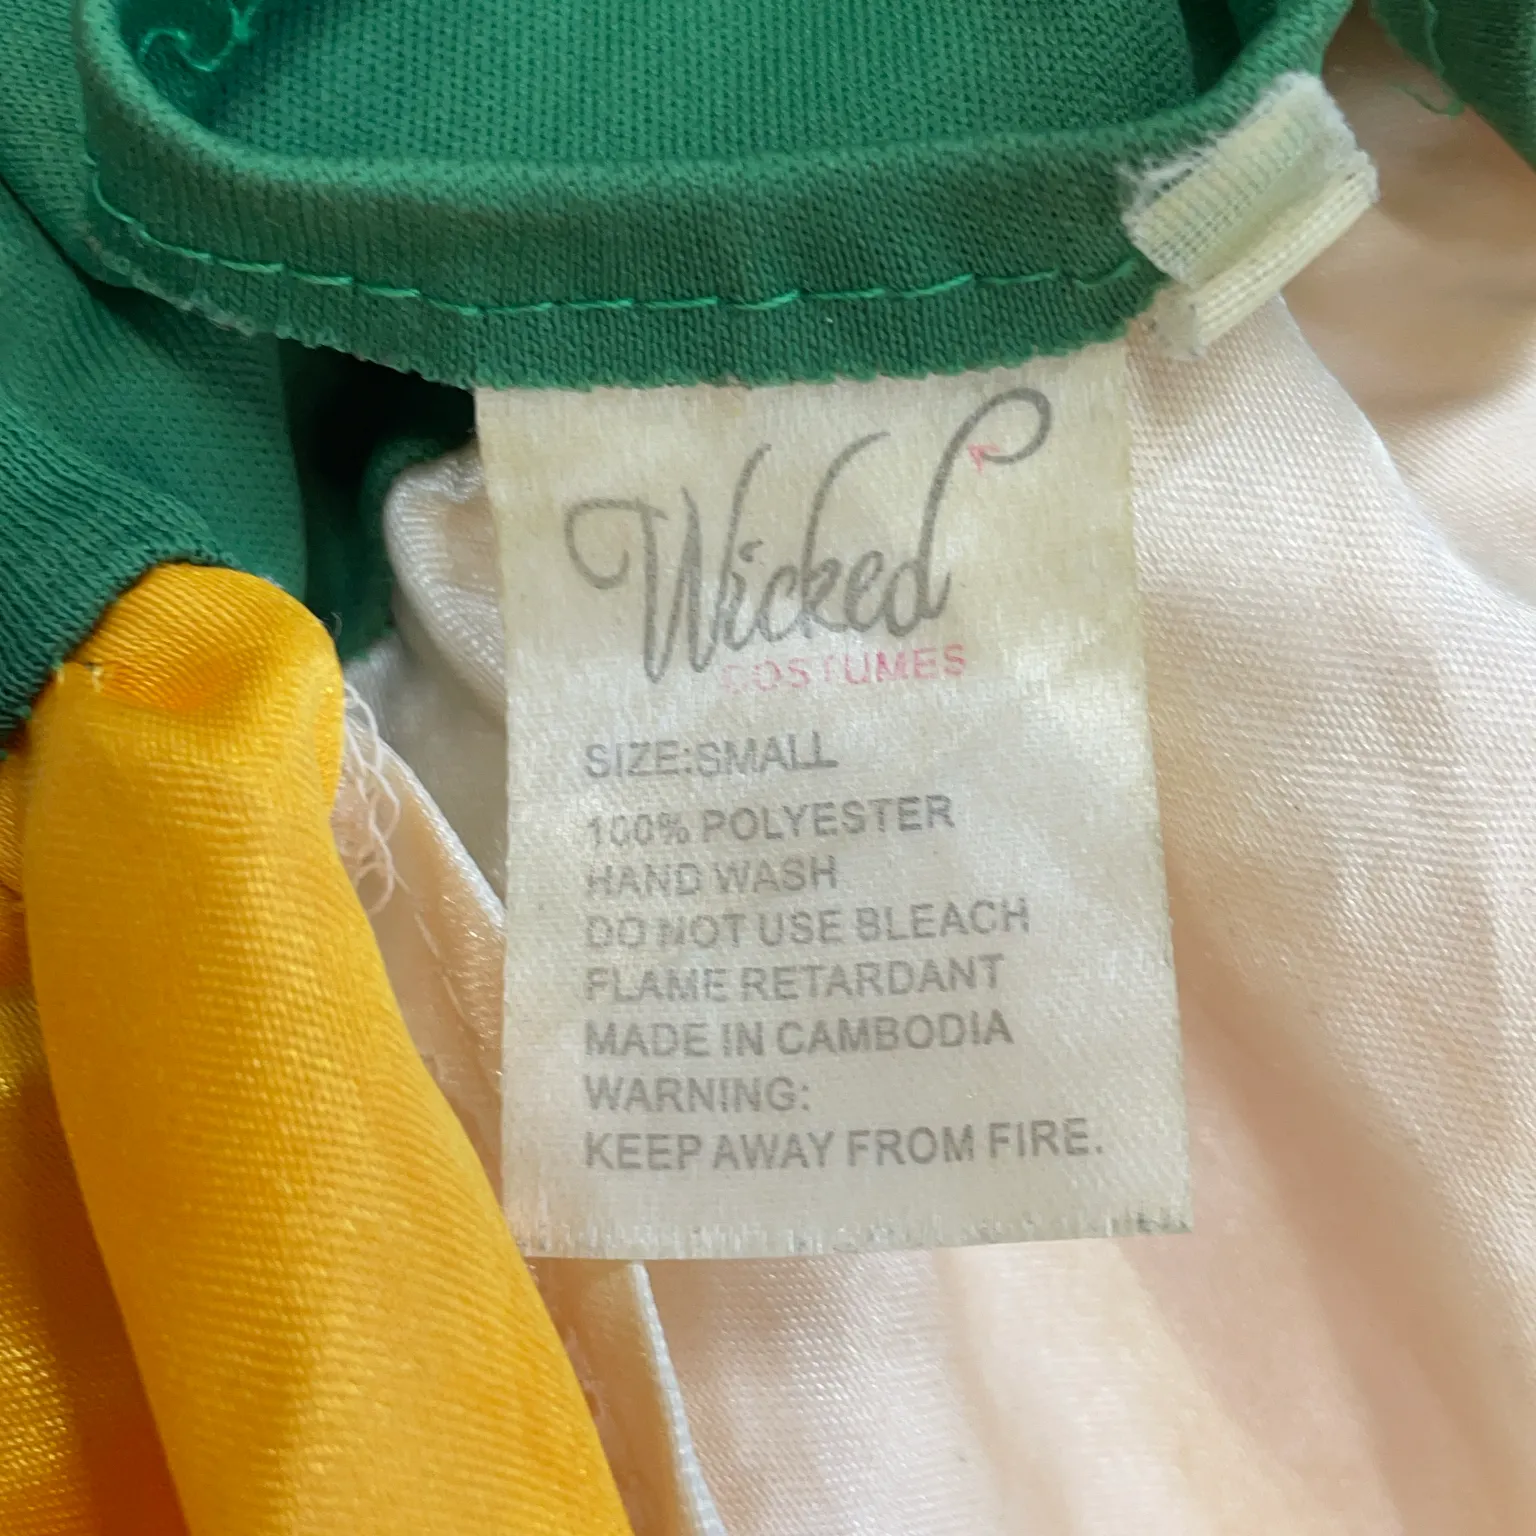 Wicked
COSTUMES
SIZE:SMALL
100% POLYESTER
HAND WASH
DO NOT USE BLEACH
FLAME RETARDANT
MADE IN CAMBODIA
WARNING:
KEEP AWAY FROM FIRE.